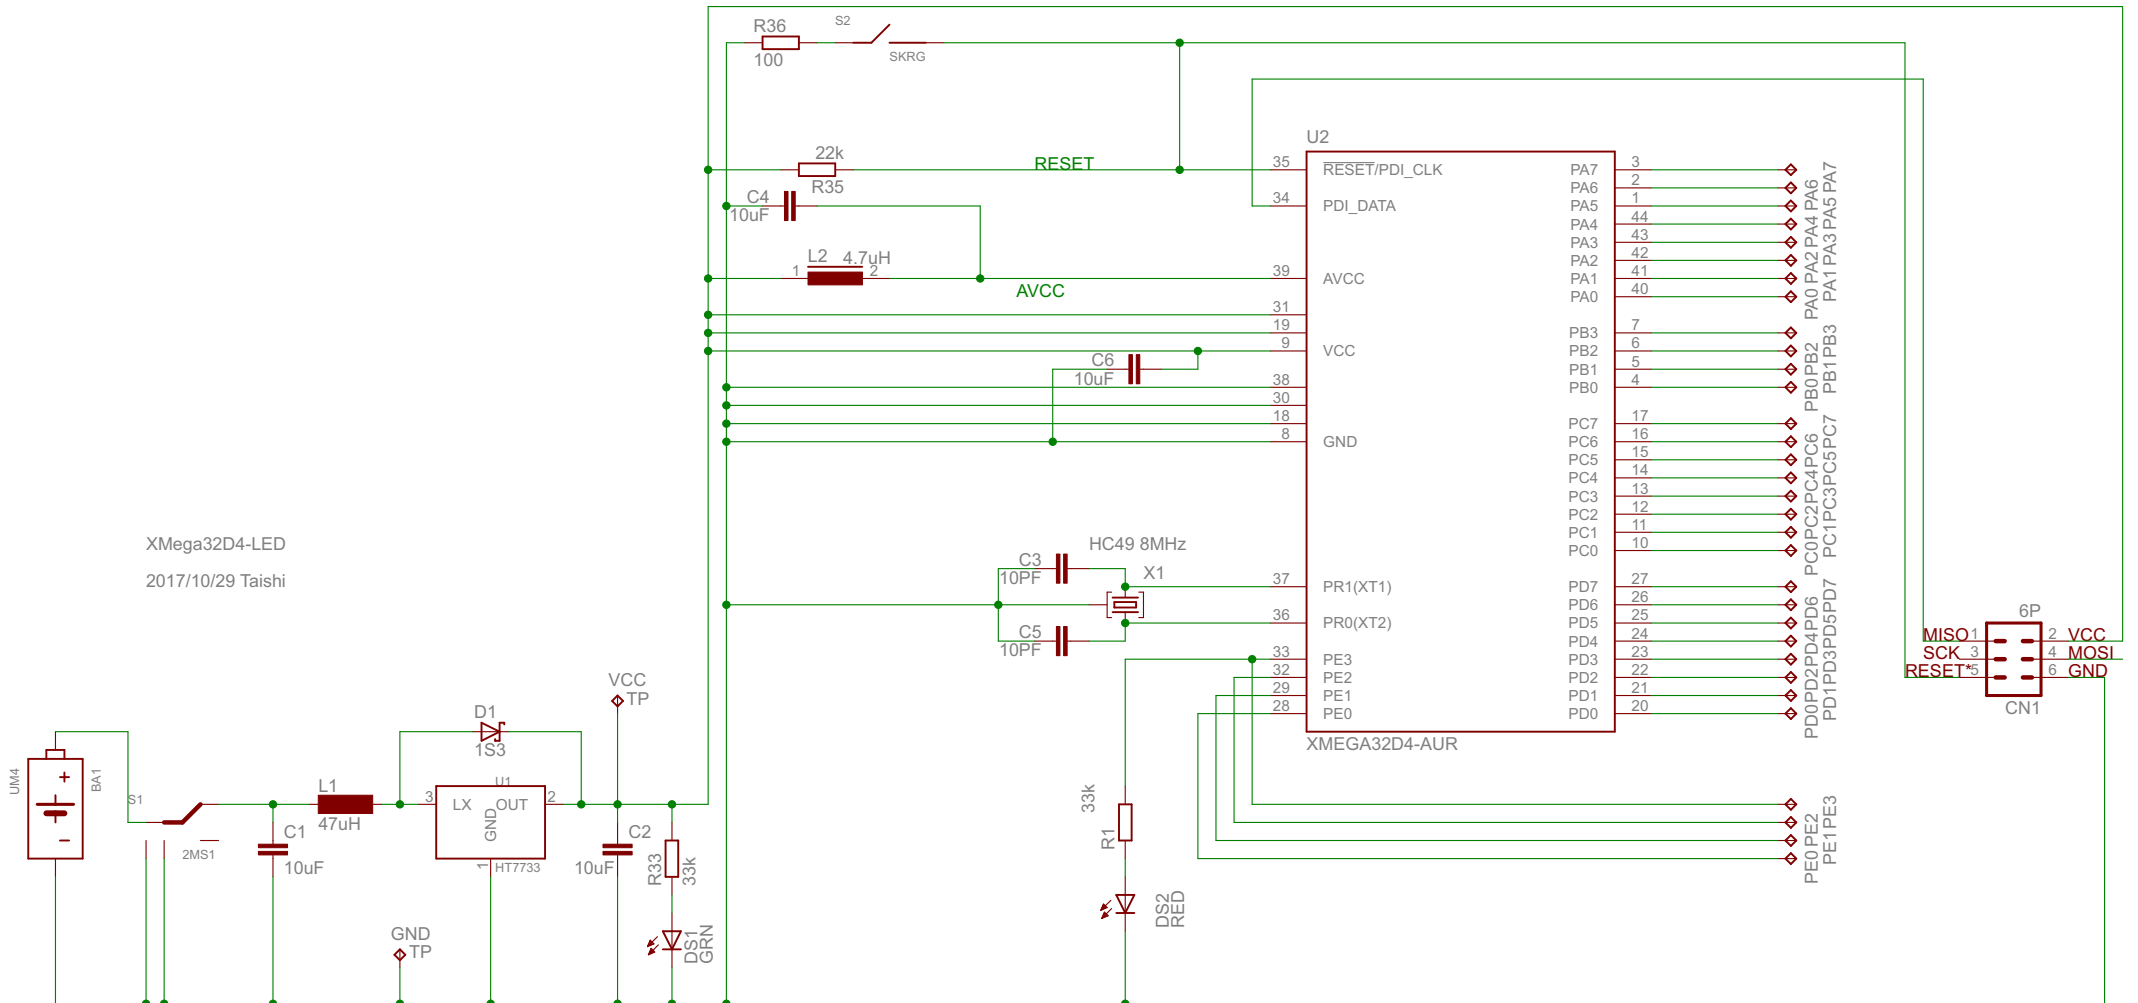 R36
100
S2
SKRG
22k
R35
RESET
C4
10uF
L2
4.7uH
1
2
AVCC
C6
10uF
U2
35
34
39
31
19
9
38
30
18
8
37
36
33
32
29
28
RESET/PDI_CLK
PDI_DATA
AVCC
VCC
GND
PR1(XT1)
PR0(XT2)
PE3
PE2
PE1
PE0
XMEGA32D4-AUR
PA7 3
PA6 2
PA5 1
PA4 44
PA3 43
PA2 42
PA1 41
PA0 40
PB3 7
PB2 6
PB1 5
PB0 4
PC7 17
PC6 16
PC5 15
PC4 14
PC3 13
PC2 12
PC1 11
PC0 10
PD7 27
PD6 26
PD5 25
PD4 24
PD3 23
PD2 22
PD1 21
PD0 20
PA0 PA2 PA4 PA6
PA1 PA3 PA5 PA7
PB0 PB2
PB1 PB3
PC0 PC2 PC4 PC6
PC1 PC3 PC5 PC7
PD0 PD2 PD4 PD6
PD1 PD3 PD5 PD7
PE0 PE2
PE1 PE3
XMega32D4-LED
2017/10/29 Taishi
C3
10PF
HC49 8MHz
X1
C5
10PF
6P
MISO 1
SCK 3
RESET* 5
2 VCC
4 MOSI
6 GND
CN1
UM4
BA1
+
-
S1
2MS1
C1
10uF
L1
47uH
D1
1S3
U1
3
LX
OUT
2
GND
1
HT7733
VCC
TP
C2
10uF
R33
33k
DS1
GRN
GND
TP
33k
R1
DS2
RED